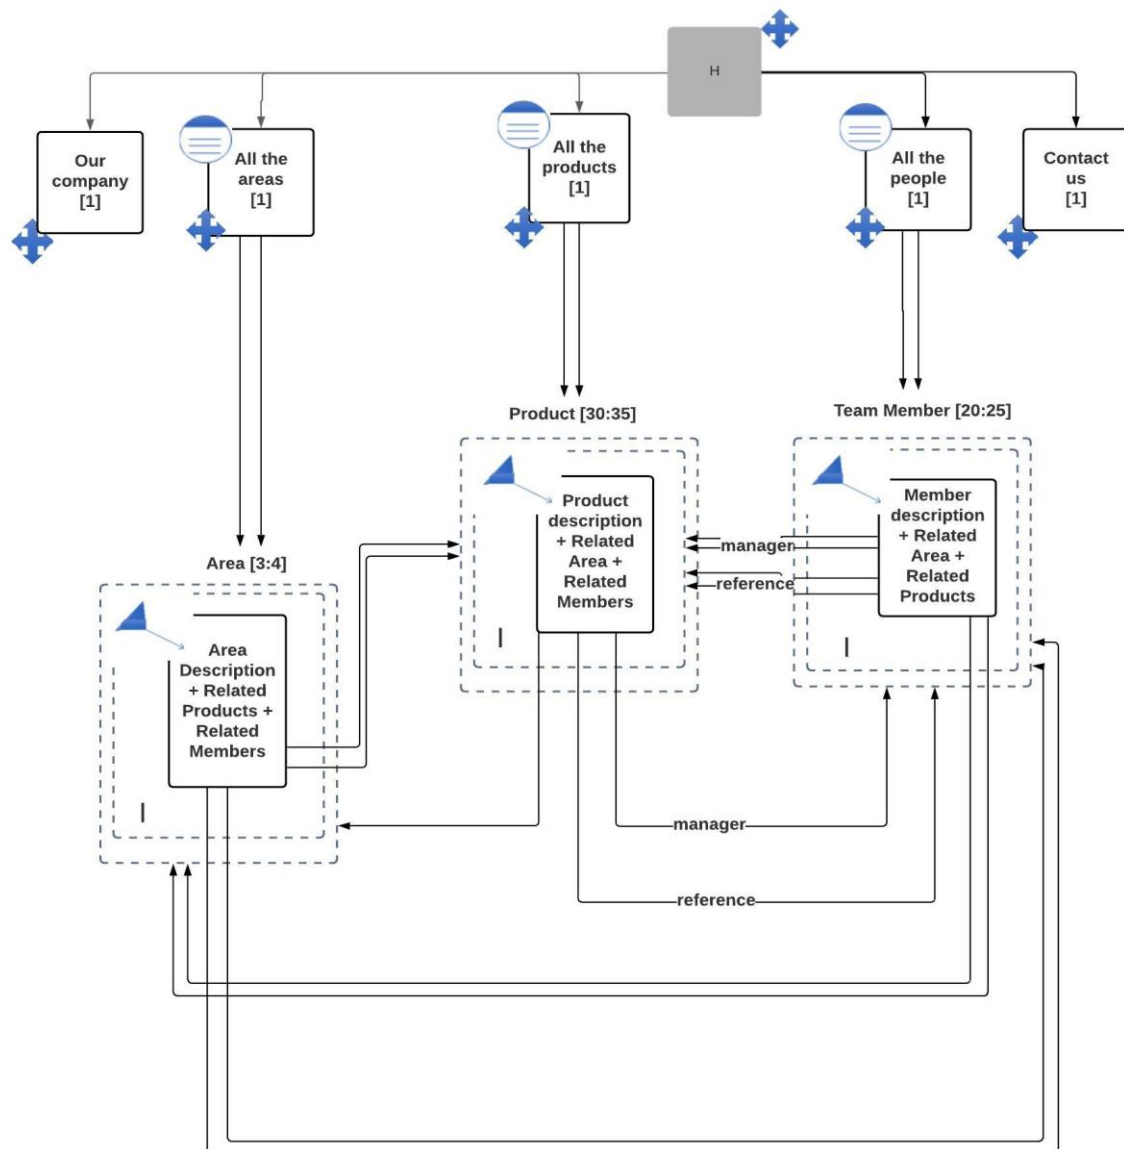 H
Our
company
[1]
All the
areas
[1]
All the
products
[1]
All the
people
[1]
Contact
us
[1]
Product [30:35]
Team Member [20:25]
Product
description
+ Related
Area +
Related
Members
I
manager
reference
Member
description
+ Related
Area +
Related
Products
I
Area [3:4]
Area
Description
+ Related
Products +
Related
Members
I
manager
reference